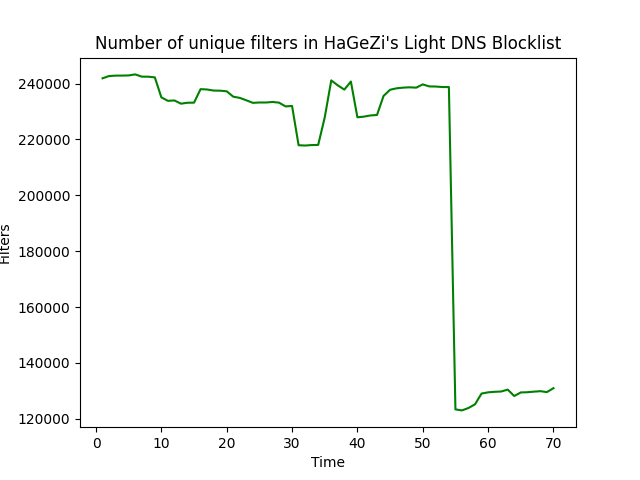 Number of unique filters in HaGeZi's Light DNS Blocklist
240000
220000
200000
180000
160000
140000
120000
Filters
0 10 20 30 40 50 60 70
Time